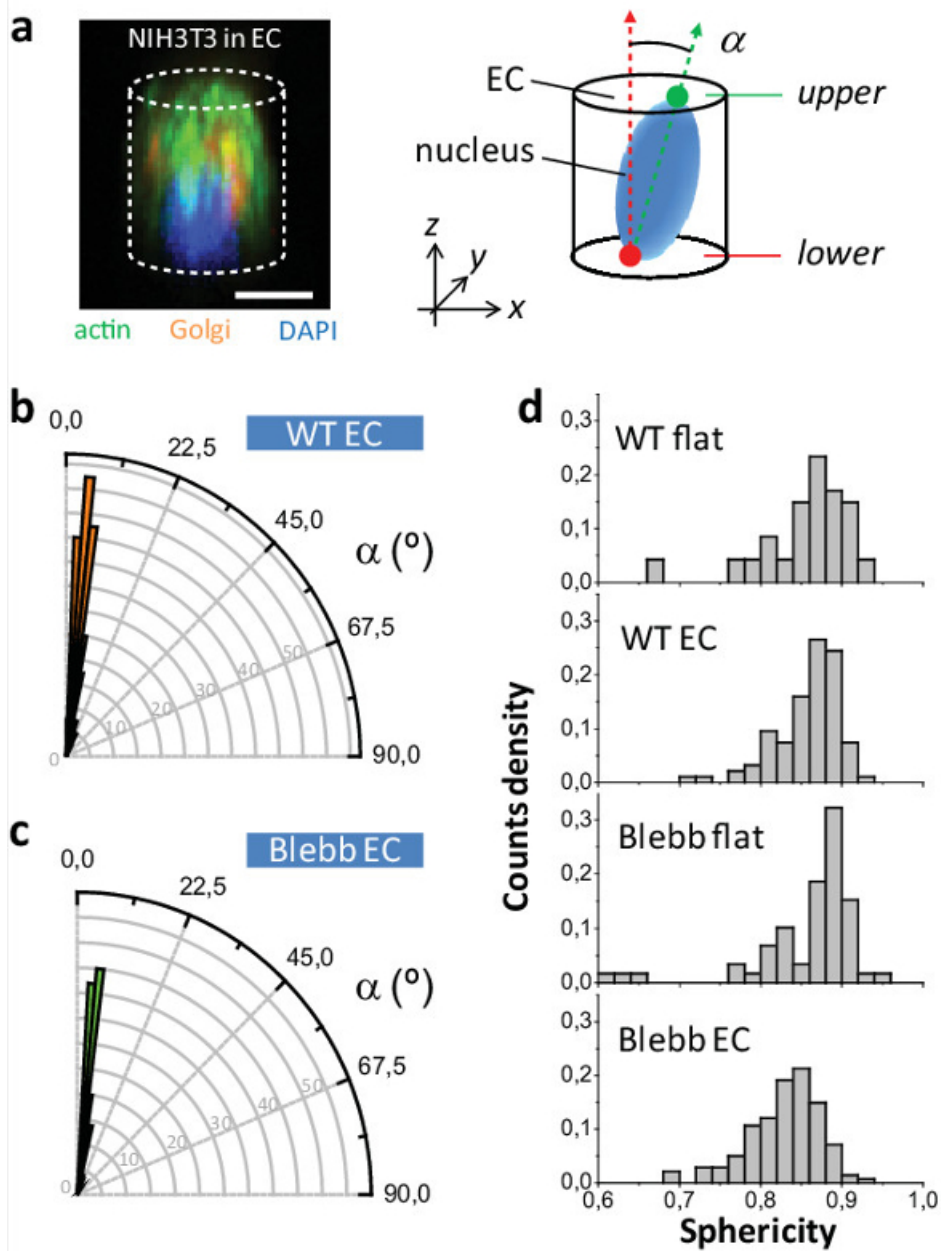 a
NIH3T3 in EC
actin Golgi DAPI
EC
nucleus
α
upper
lower
z
y
x
b
WT EC
0,0
22,5
45,0
α (º)
67,5
90,0
0
10
20
30
40
50
c
Blebb EC
0,0
22,5
45,0
α (º)
67,5
90,0
0
10
20
30
40
50
d
Counts density
WT flat
0,3
0,2
0,1
0,0
WT EC
0,3
0,2
0,1
0,0
Blebb flat
0,3
0,2
0,1
0,0
Blebb EC
0,3
0,2
0,1
0,0
0,6 0,7 0,8 0,9 1,0
Sphericity